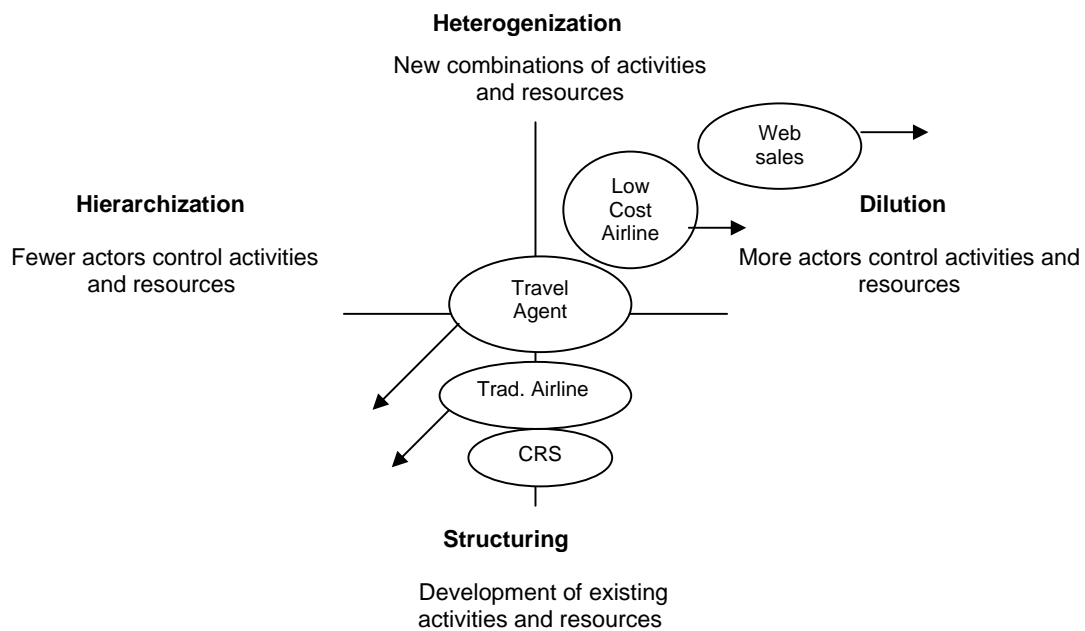 Heterogenization
New combinations of activities
and resources
Web
sales
Low
Cost
Airline
Hierarchization
Fewer actors control activities
and resources
Dilution
More actors control activities and
resources
Travel
Agent
Trad. Airline
CRS
Structuring
Development of existing
activities and resources